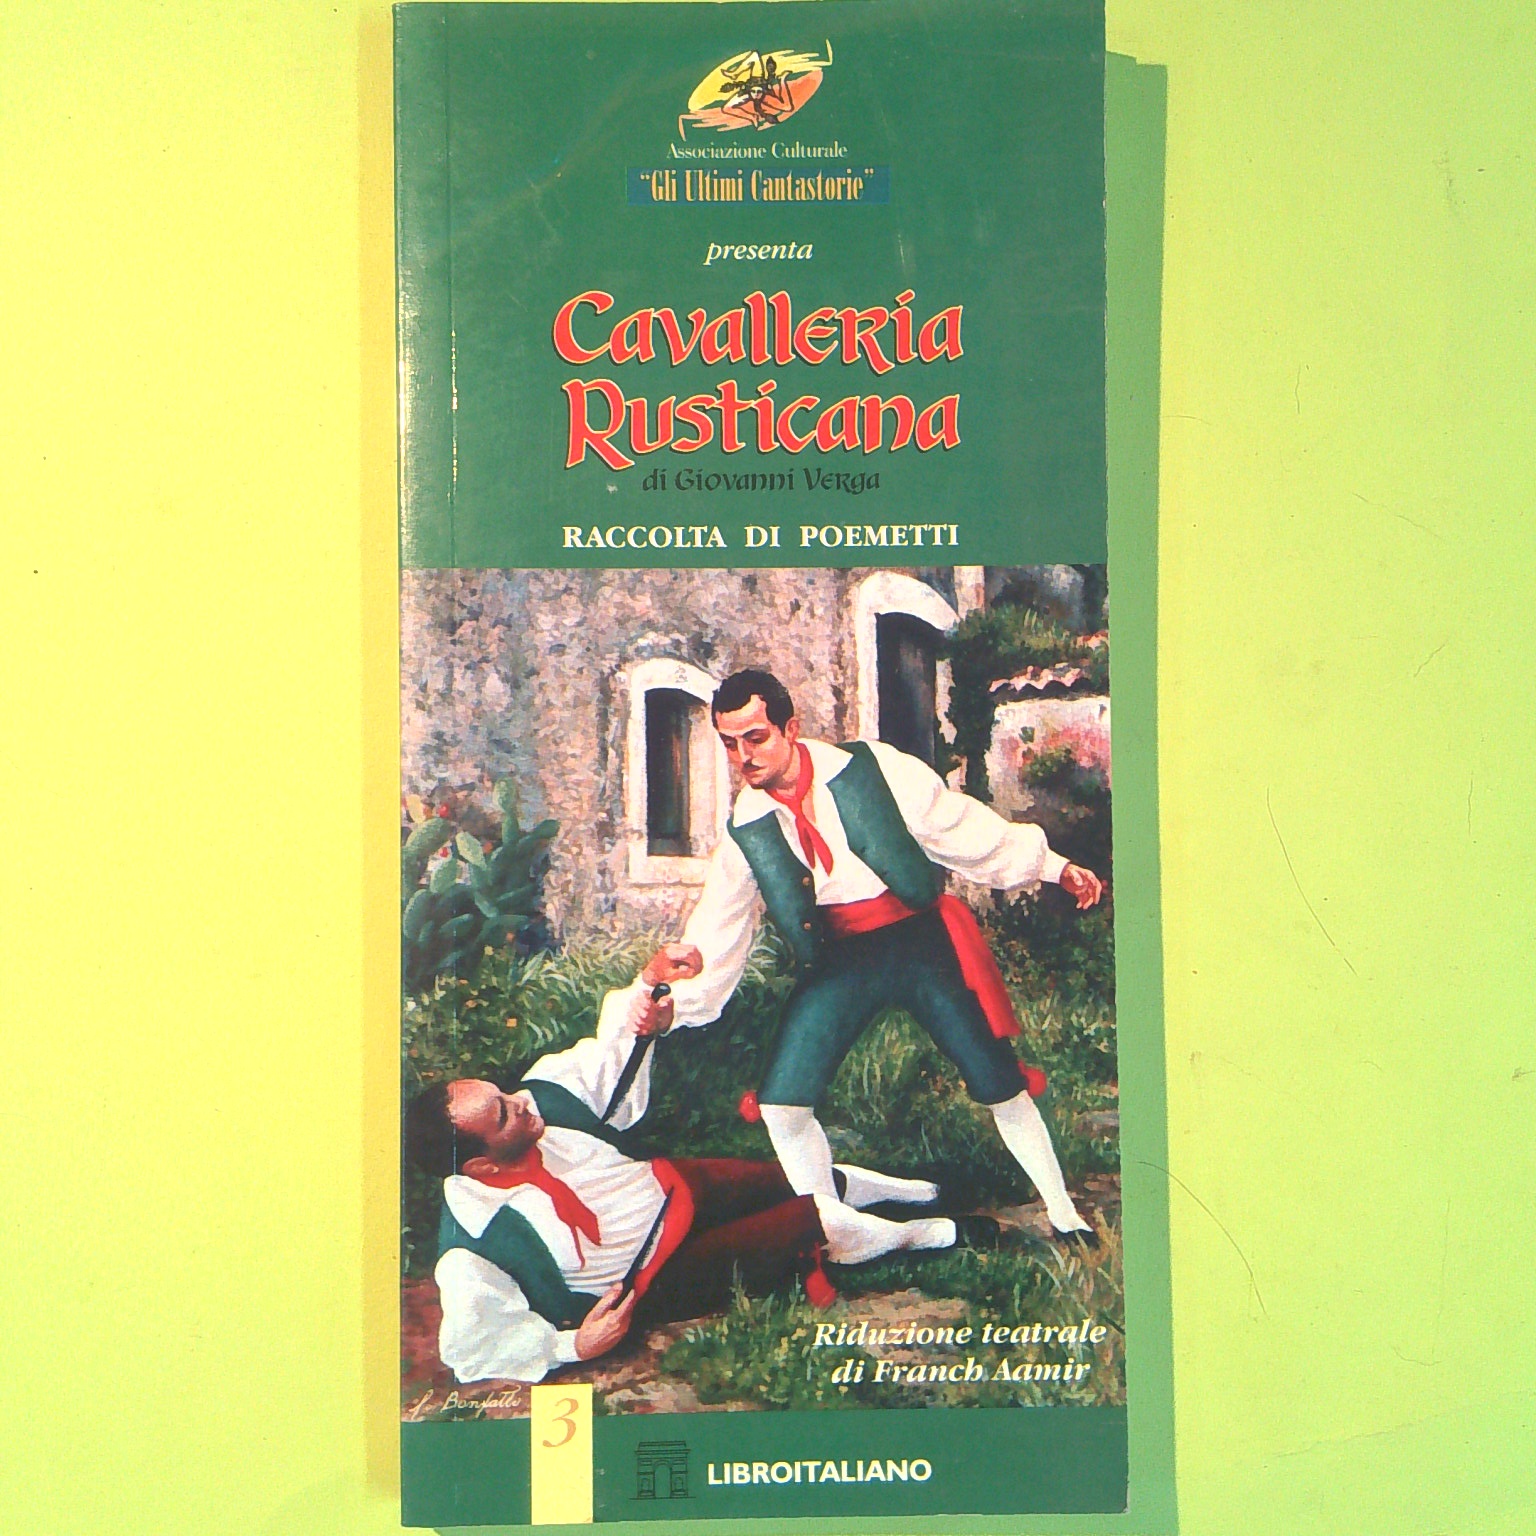 Associazione Culturale
"Gli Ultimi Cantastorie"
presenta
Cavalleria
Rusticana
di Giovanni Verga
RACCOLTA DI POEMETTI
Riduzione teatrale
di Franch Aamir
3
LIBROITALIANO